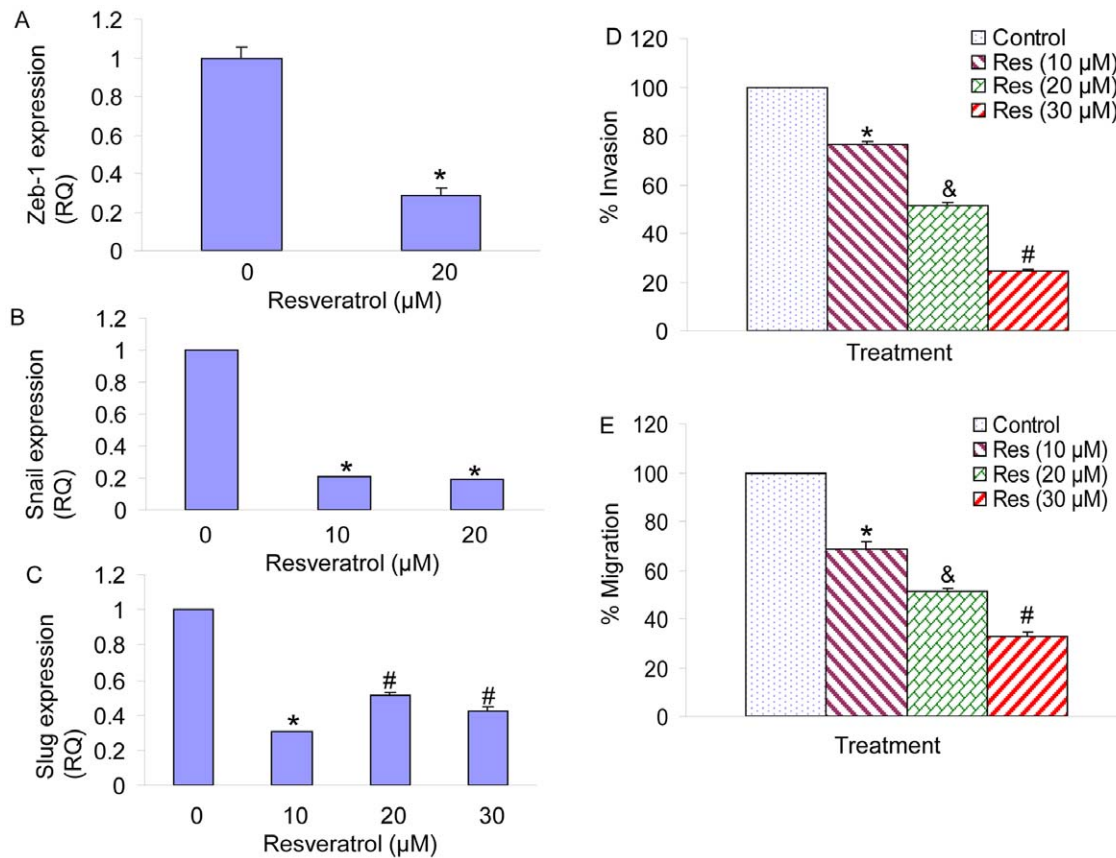 A
1.2
1
0.8
0.6
0.4
0.2
0
Zeb-1 expression
(RQ)
*
0 20
Resveratrol (µM)
B
1.2
1
0.8
0.6
0.4
0.2
0
Snail expression
(RQ)
* *
0 10 20
Resveratrol (µM)
C
1.2
1
0.8
0.6
0.4
0.2
0
Slug expression
(RQ)
* # #
0 10 20 30
Resveratrol (µM)
D
120
100
80
60
40
20
0
% Invasion
Control
Res (10 µM)
Res (20 µM)
Res (30 µM)
* & #
Treatment
E
120
100
80
60
40
20
0
% Migration
Control
Res (10 µM)
Res (20 µM)
Res (30 µM)
* & #
Treatment